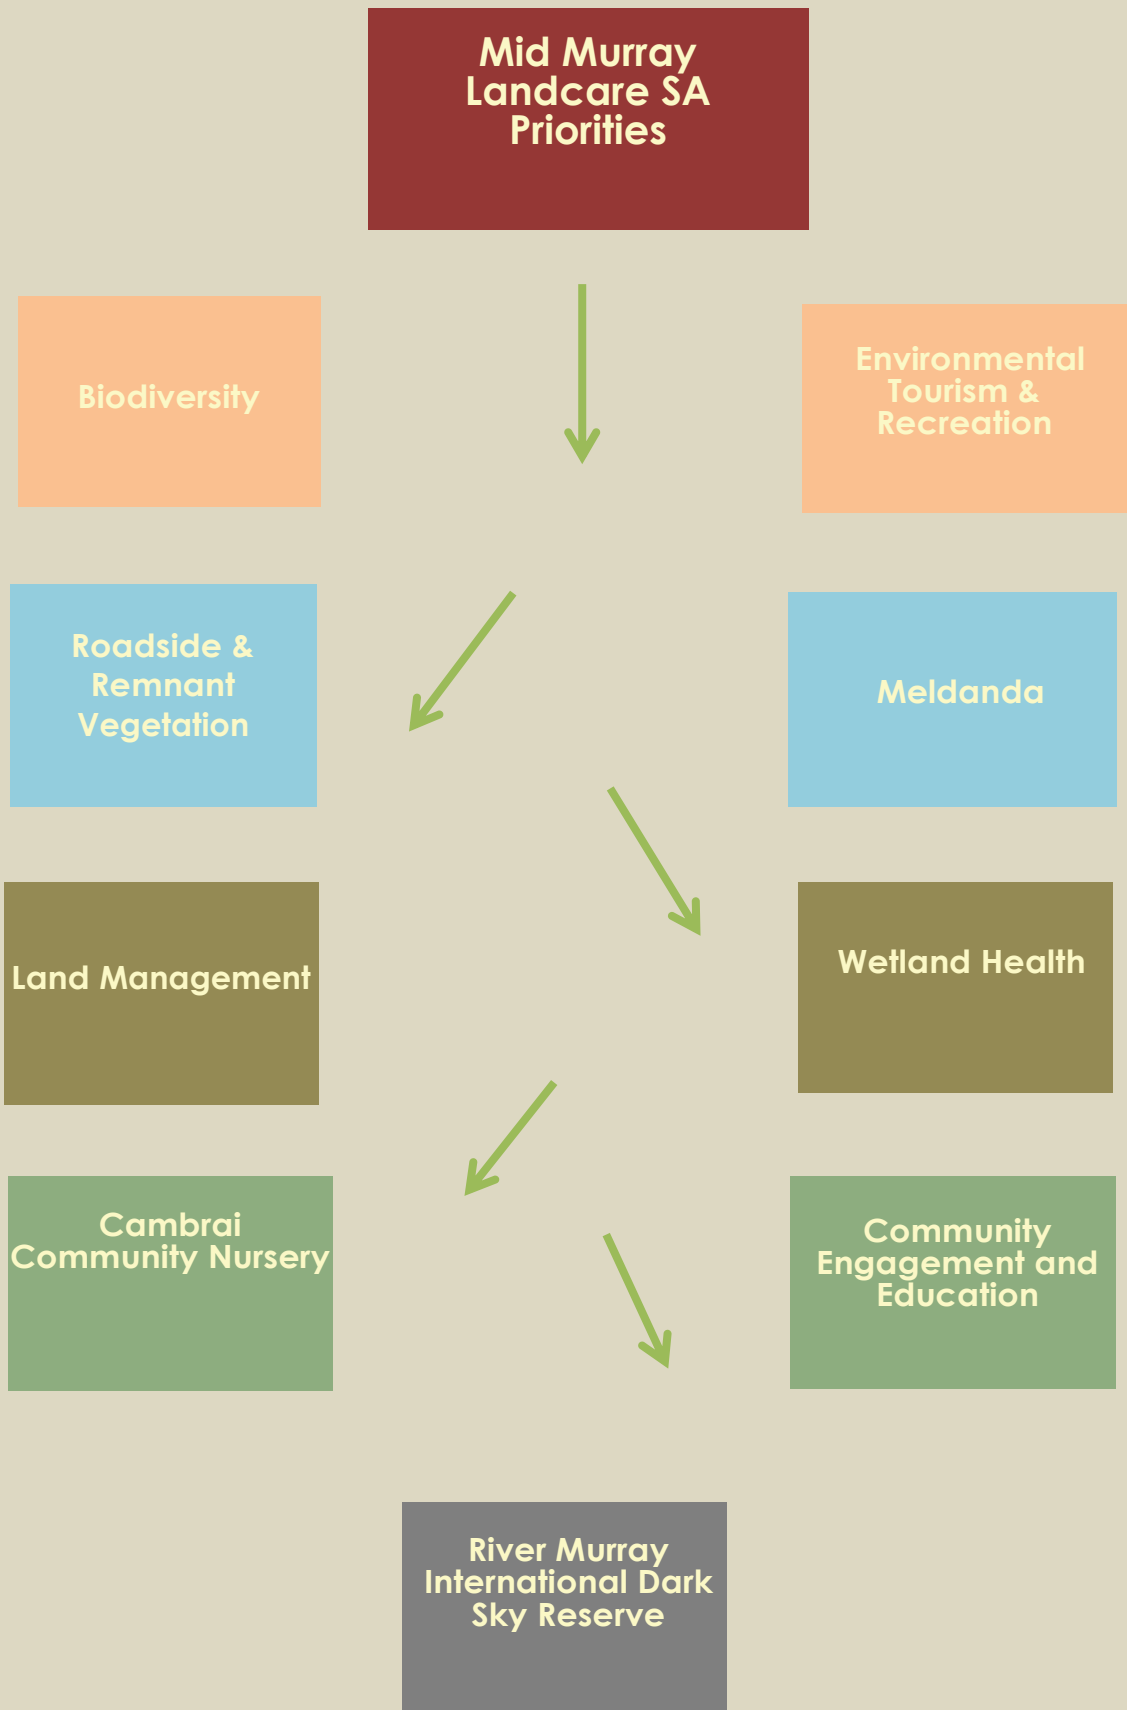 Mid Murray
Landcare SA
Priorities
Biodiversity
Environmental
Tourism &
Recreation
Roadside &
Remnant
Vegetation
Meldanda
Land Management
Wetland Health
Cambrai
Community Nursery
Community
Engagement and
Education
River Murray
International Dark
Sky Reserve